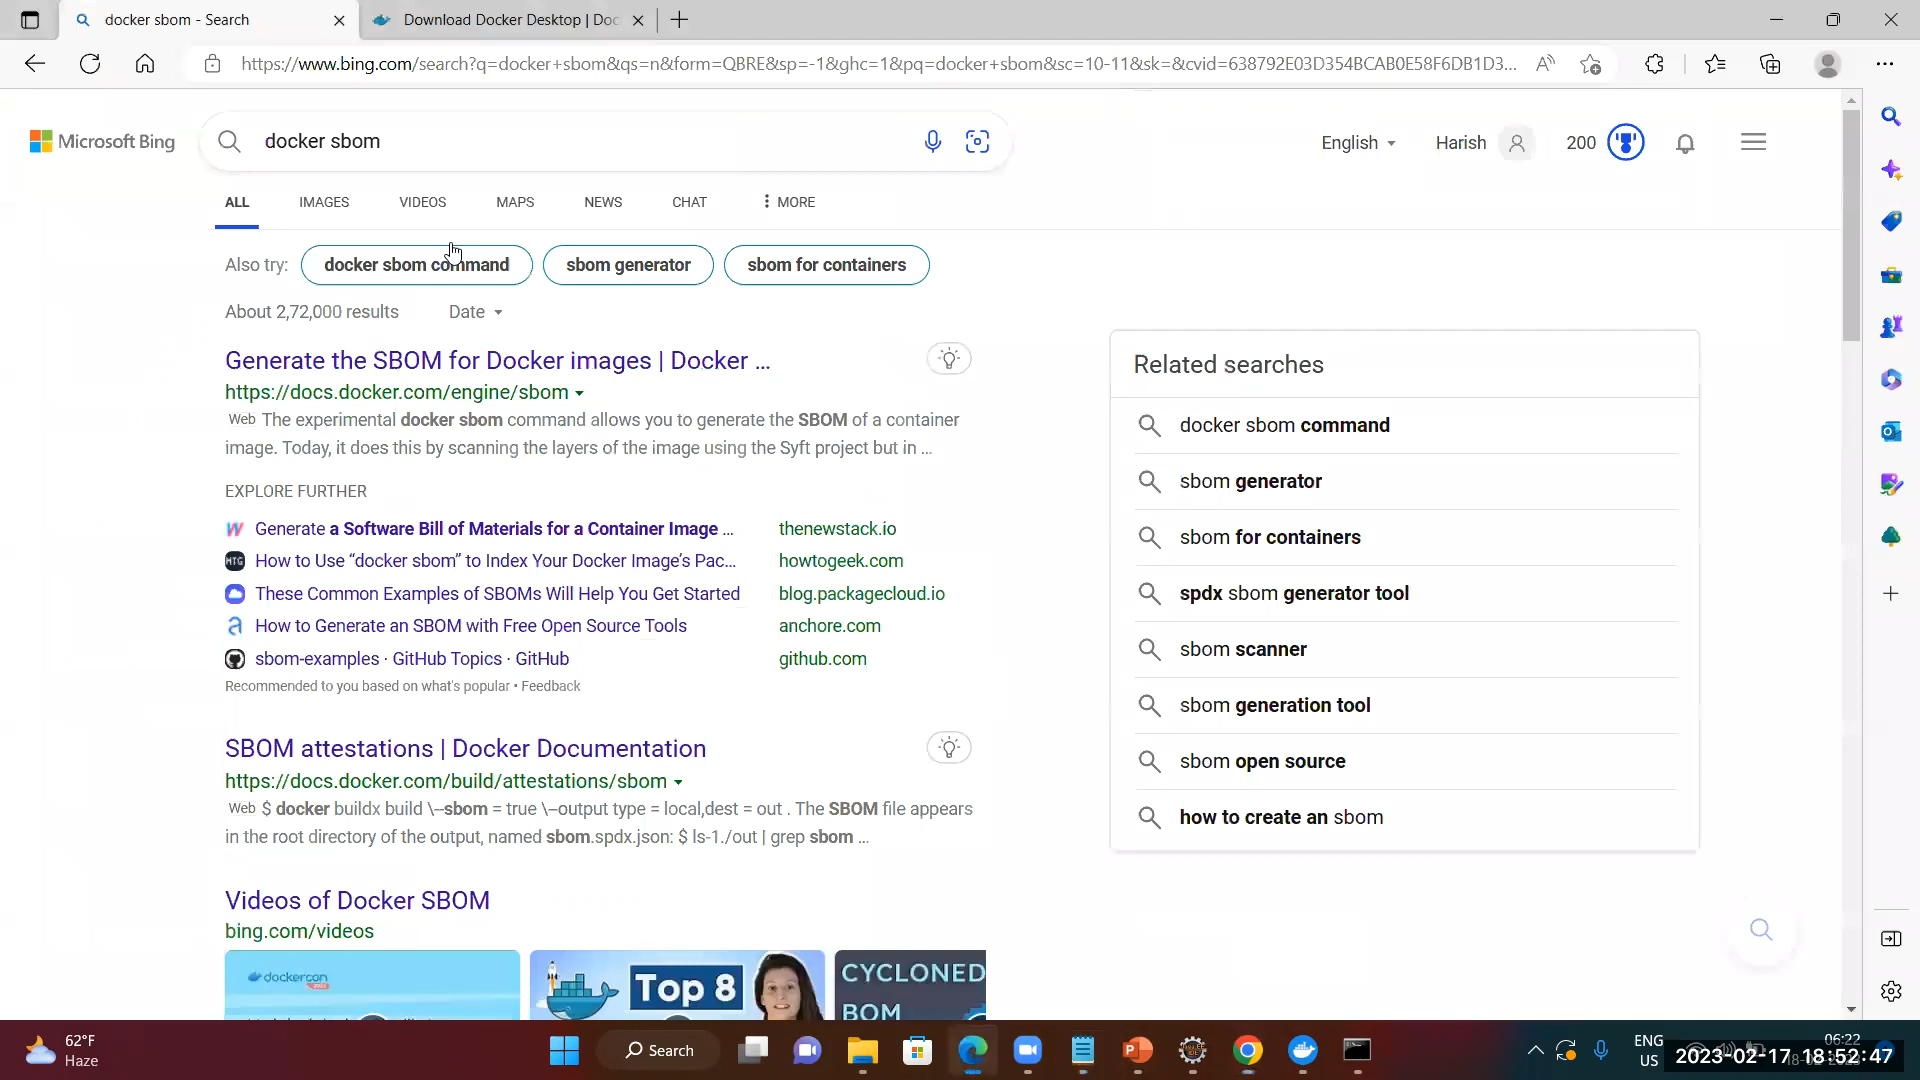 docker sbom - Search
Download Docker Desktop | Doc
https://www.bing.com/search?q=docker+sbom&qs=n&form=QBRE&sp=-1&ghc=1&pq=docker+sbom&sc=10-11&sk=&cvid=638792E03D354BCAB0E58F6DB1D3...
Microsoft Bing
docker sbom
English
Harish
200
ALL IMAGES VIDEOS MAPS NEWS CHAT MORE
Also try: docker sbom command sbom generator sbom for containers
About 2,72,000 results Date
Generate the SBOM for Docker images | Docker ...
https://docs.docker.com/engine/sbom
Web The experimental docker sbom command allows you to generate the SBOM of a container
image. Today, it does this by scanning the layers of the image using the Syft project but in ...
EXPLORE FURTHER
Generate a Software Bill of Materials for a Container Image ... thenewstack.io
How to Use “docker sbom” to Index Your Docker Image’s Pac... howtogeek.com
These Common Examples of SBOMs Will Help You Get Started blog.packagecloud.io
How to Generate an SBOM with Free Open Source Tools anchore.com
sbom-examples · GitHub Topics · GitHub github.com
Recommended to you based on what's popular • Feedback
SBOM attestations | Docker Documentation
https://docs.docker.com/build/attestations/sbom
Web $ docker buildx build \--sbom = true \--output type = local,dest = out . The SBOM file appears
in the root directory of the output, named sbom.spdx.json: $ ls-1./out | grep sbom ...
Videos of Docker SBOM
bing.com/videos
dockercon
Top 8
CYCLONED
BOM
Related searches
docker sbom command
sbom generator
sbom for containers
spdx sbom generator tool
sbom scanner
sbom generation tool
sbom open source
how to create an sbom
62°F
Haze
Search
ENG
US
06:22
2023-02-17 18:52:47